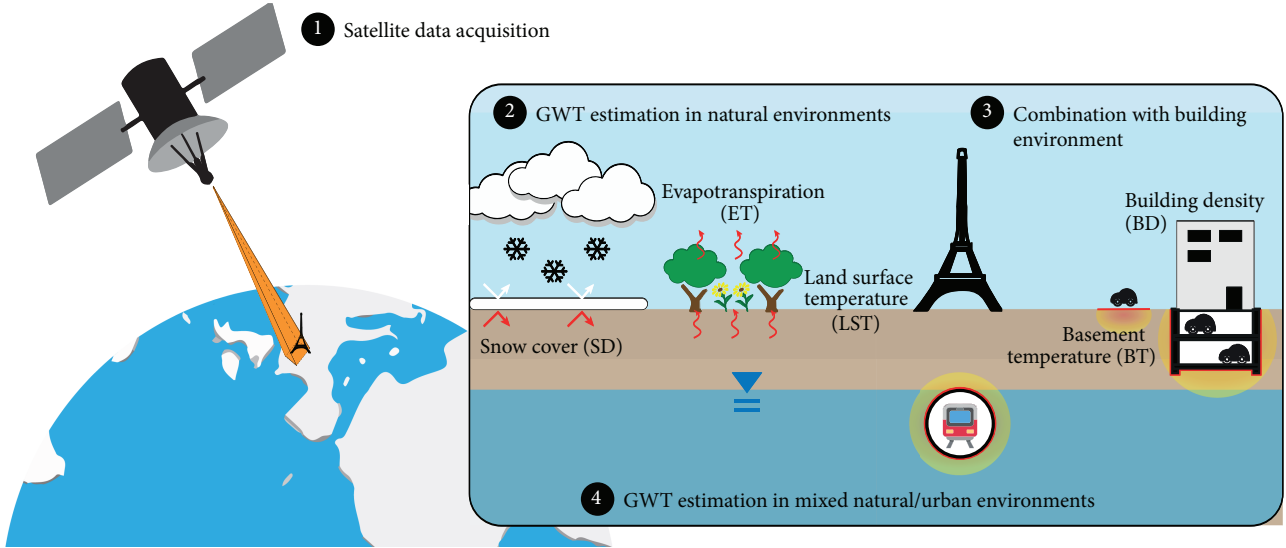 1 Satellite data acquisition
2 GWT estimation in natural environments
3 Combination with building
environment
Evapotranspiration
(ET)
Building density
(BD)
Land surface
temperature
(LST)
Snow cover (SD)
Basement
temperature (BT)
4 GWT estimation in mixed natural/urban environments